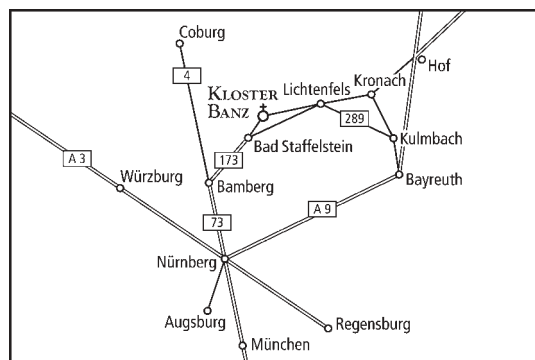 Coburg
4
Hof
Kronach
Lichtenfels
KLOSTER
BANZ
289
Kulmbach
173
Bad Staffelstein
A 3
Würzburg
Bamberg
Bayreuth
73
A 9
Nürnberg
Augsburg
Regensburg
München